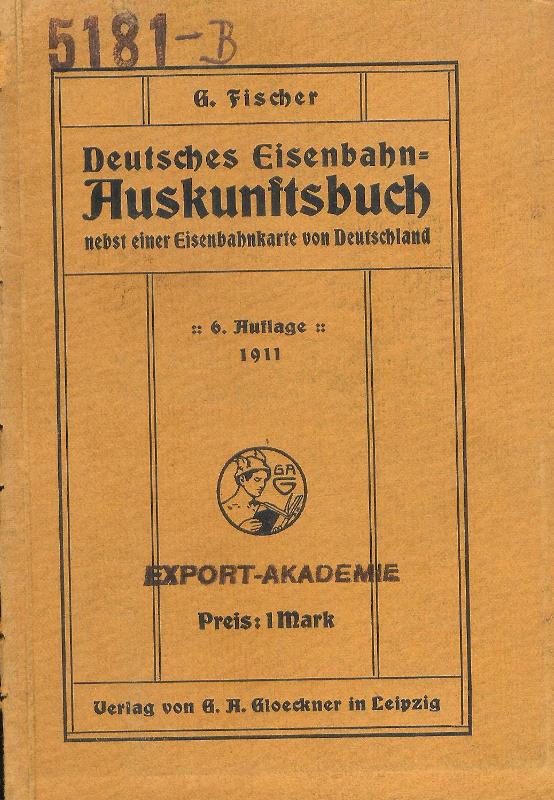 5181-B
G. Fischer
Deutsches Eisenbahn=
Auskunftsbuch
nebst einer Eisenbahnkarte von Deutschland
:: 6. Auflage ::
1911
GA
G
EXPORT-AKADEMIE
Preis: 1 Mark
Verlag von G. A. Gloeckner in Leipzig